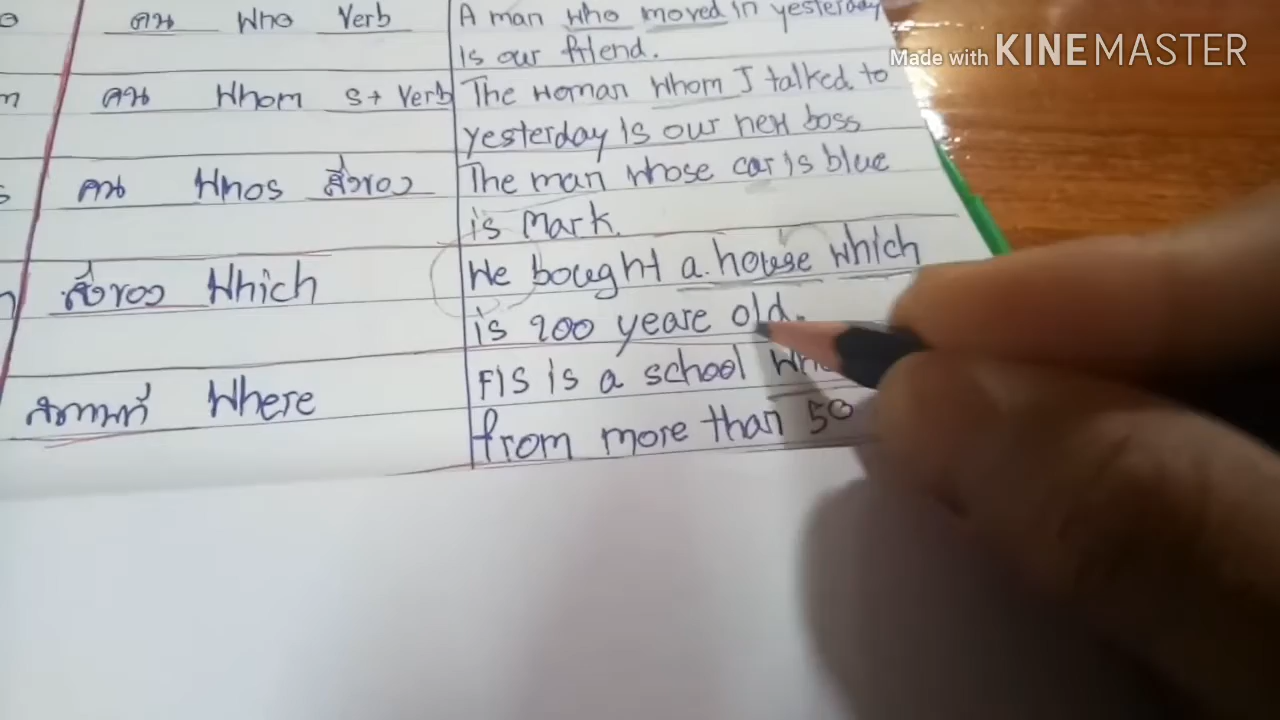 คน Who Verb
A man who moved in yesterday
is our friend.
คน Whom S+ Verb
The woman whom I talked to
yesterday is our new boss
คน สิ่งของ
The man whose car is blue
is mark.
สิ่งของ Which
We bought a house which
is 200 yeare old.
สถานที่ Where
FIS is a school
from more than 50
Made with KINEMASTER